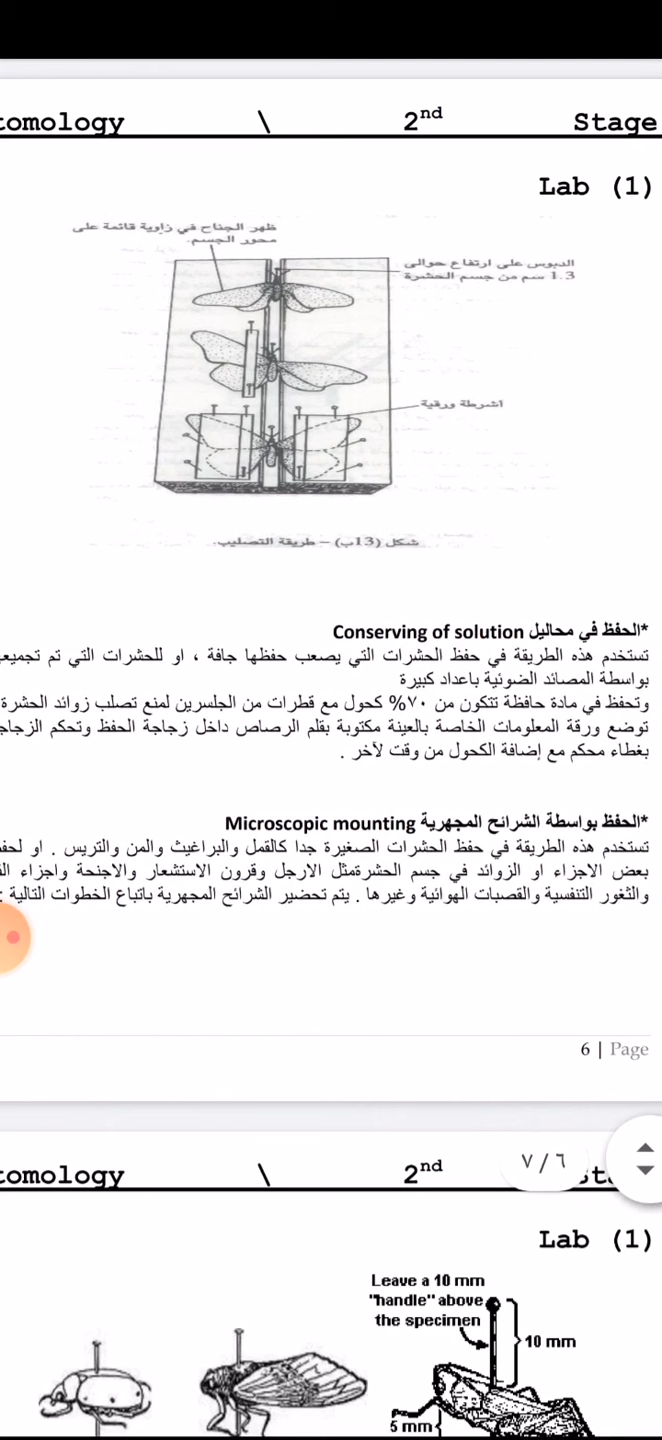 tomology \ 2nd Stage
Lab (1)
ظهر الجناح في زاوية قائمة على
محور الجسم.
الدبوس على ارتفاع حوالى
1.3 سم من جسم الحشرة
اشرطة ورقية
شكل (13ب) – طريقة التصليب.
*الحفظ في محاليل Conserving of solution
تستخدم هذه الطريقة في حفظ الحشرات التي يصعب حفظها جافة ، او للحشرات التي تم تجميعه
بواسطة المصائد الضوئية باعداد كبيرة
وتحفظ في مادة حافظة تتكون من ٧٠% كحول مع قطرات من الجلسرين لمنع تصلب زوائد الحشرة
توضع ورقة المعلومات الخاصة بالعينة مكتوبة بقلم الرصاص داخل زجاجة الحفظ وتحكم الزجاج
بغطاء محكم مع إضافة الكحول من وقت لآخر .
*الحفظ بواسطة الشرائح المجهرية Microscopic mounting
تستخدم هذه الطريقة في حفظ الحشرات الصغيرة جدا كالقمل والبراغيث والمن والتريس . او لحف
بعض الاجزاء او الزوائد في جسم الحشرةمثل الارجل وقرون الاستشعار والاجنحة واجزاء ال
والثغور التنفسية والقصبات الهوائية وغيرها . يتم تحضير الشرائح المجهرية باتباع الخطوات التالية :
6 | Page
٧ / ٦
tomology \ 2nd St
Lab (1)
Leave a 10 mm
"handle" above
the specimen
10 mm
5 mm